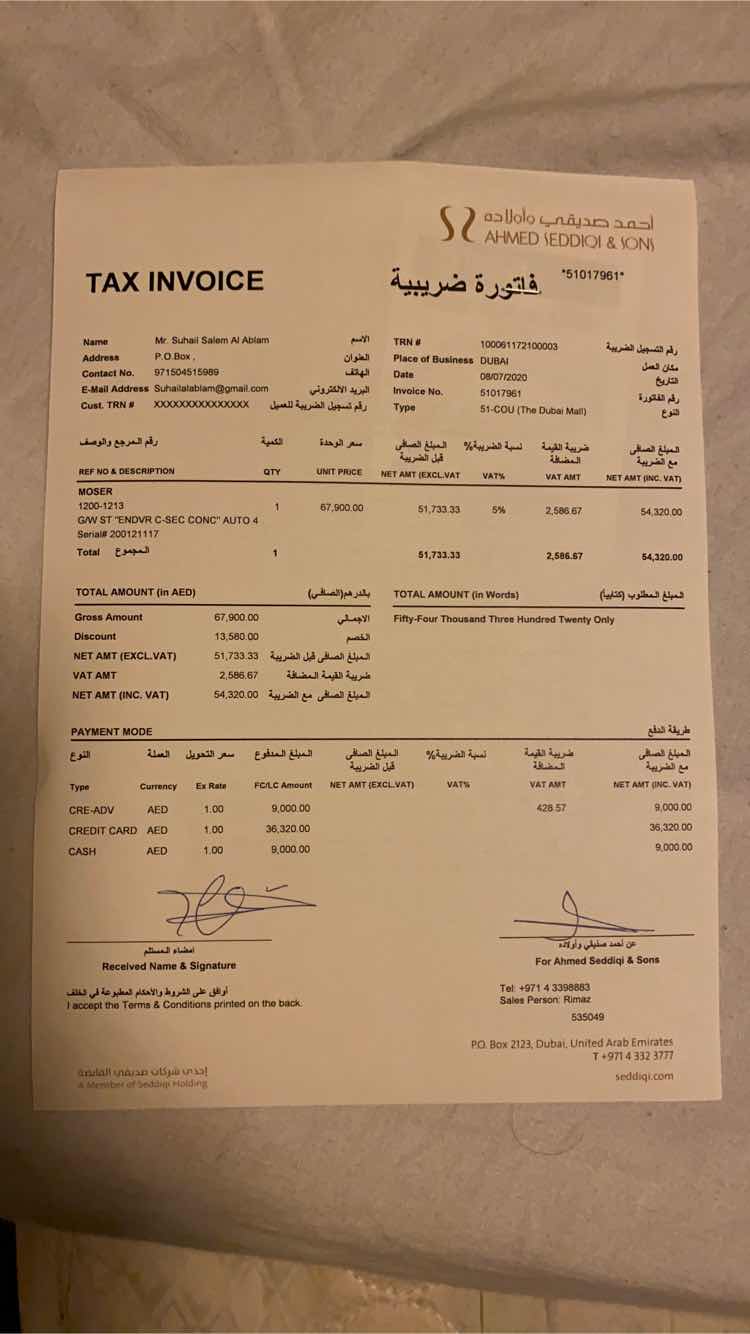 أحمد صديقي وأولاده
AHMED SEDDIQI & SONS
TAX INVOICE
فاتورة ضريبية
*51017961*
Name Mr. Suhail Salem Al Ablam الاسم
Address P.O.Box , العنوان
Contact No. 971504515989 الهاتف
E-Mail Address Suhailalablam@gmail.com البريد الالكتروني
Cust. TRN # XXXXXXXXXXXXXXX رقم تسجيل الضريبة للعميل
TRN # 100061172100003 رقم التسجيل الضريبة
Place of Business DUBAI مكان العمل
Date 08/07/2020 التاريخ
Invoice No. 51017961 رقم الفاتورة
Type 51-COU (The Dubai Mall) النوع
رقم المرجع والوصف الكمية سعر الوحدة المبلغ الصافي قبل الضريبة نسبة الضريبة% ضريبة القيمة المضافة المبلغ الصافى مع الضريبة
REF NO & DESCRIPTION QTY UNIT PRICE NET AMT (EXCL.VAT VAT% VAT AMT NET AMT (INC. VAT)
MOSER
1200-1213 1 67,900.00 51,733.33 5% 2,586.67 54,320.00
G/W ST "ENDVR C-SEC CONC" AUTO 4
Serial# 200121117
Total المجموع 1 51,733.33 2,586.67 54,320.00
TOTAL AMOUNT (in AED) بالدرهم(الصافي)
TOTAL AMOUNT (in Words) المبلغ المطلوب (كتابيا)
Gross Amount 67,900.00 الاجمالي
Discount 13,580.00 الخصم
NET AMT (EXCL.VAT) 51,733.33 المبلغ الصافى قبل الضريبة
VAT AMT 2,586.67 ضريبة القيمة المضافة
NET AMT (INC. VAT) 54,320.00 المبلغ الصافى مع الضريبة
Fifty-Four Thousand Three Hundred Twenty Only
PAYMENT MODE طريقة الدفع
النوع العملة سعر التحويل المبلغ المدفوع المبلغ الصافي قبل الضريبة نسبة الضريبة% ضريبة القيمة المضافة المبلغ الصافى مع الضريبة
Type Currency Ex Rate FC/LC Amount NET AMT (EXCL.VAT) VAT% VAT AMT NET AMT (INC. VAT)
CRE-ADV AED 1.00 9,000.00 428.57 9,000.00
CREDIT CARD AED 1.00 36,320.00 36,320.00
CASH AED 1.00 9,000.00 9,000.00
امضاء المستلم
Received Name & Signature
عن أحمد صديقي وأولاده
For Ahmed Seddiqi & Sons
أوافق على الشروط والأحكام المطبوعة في الخلف
I accept the Terms & Conditions printed on the back.
Tel: +971 4 3398883
Sales Person: Rimaz
535049
P.O. Box 2123, Dubai, United Arab Emirates
T +971 4 332 3777
seddiqi.com
إحدى شركات صديقي القابضة
A Member of Seddiqi Holding